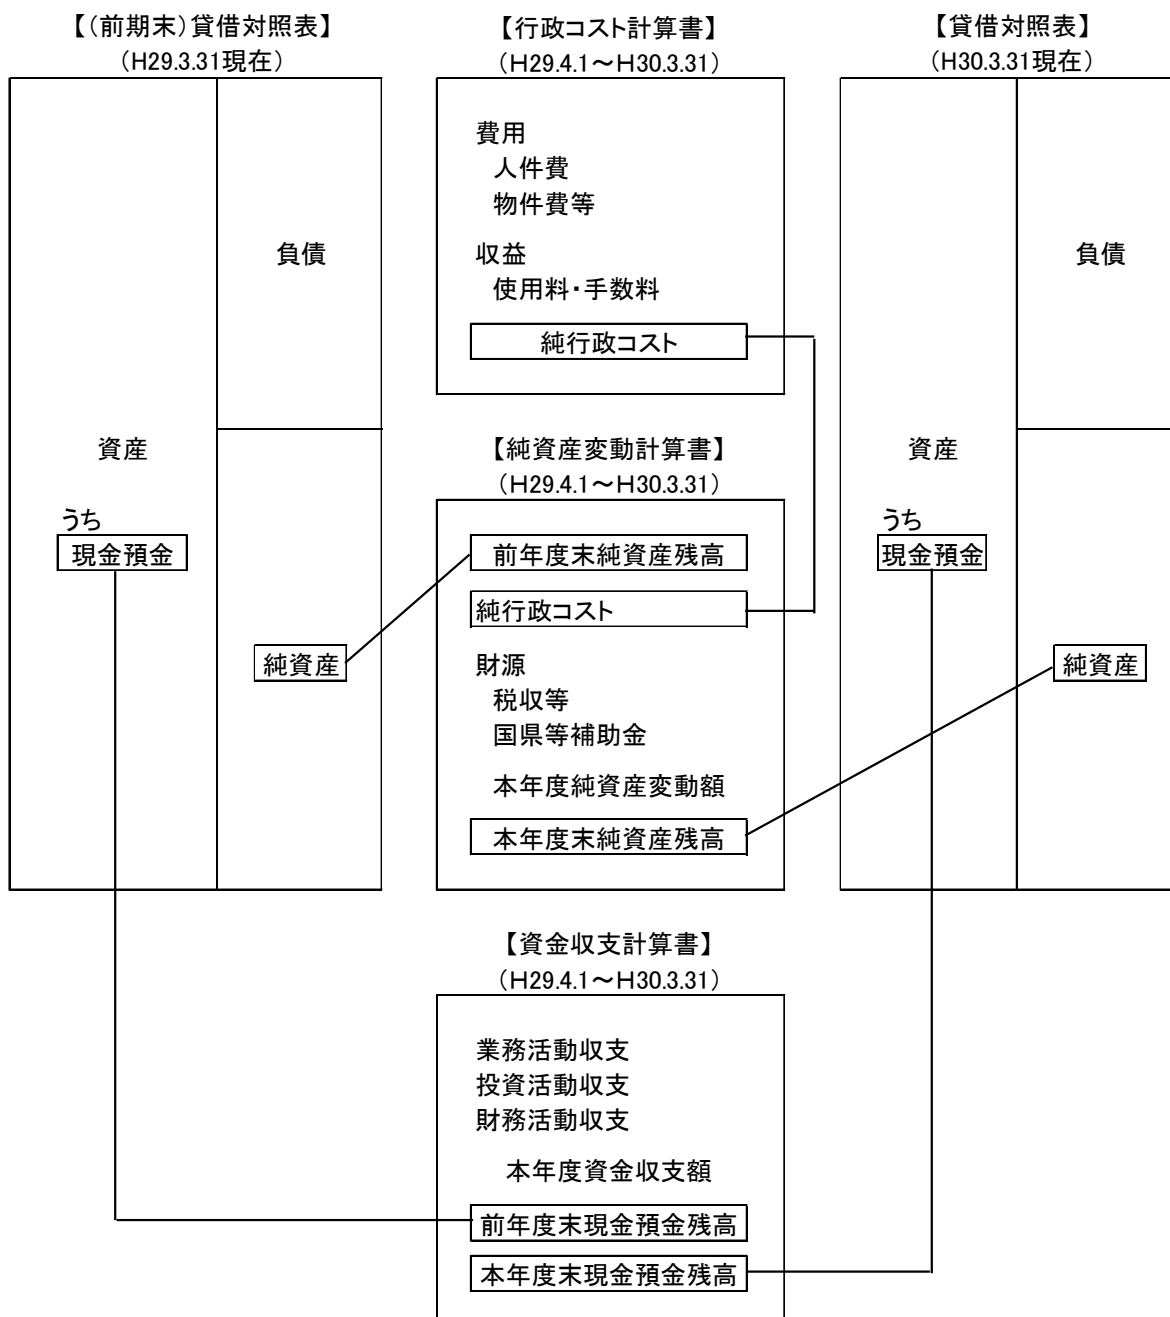 【(前期末)貸借対照表】
(H29.3.31現在)
資産
うち
現金預金
負債
純資産
【行政コスト計算書】
(H29.4.1～H30.3.31)
費用
人件費
物件費等
収益
使用料・手数料
純行政コスト
【純資産変動計算書】
(H29.4.1～H30.3.31)
前年度末純資産残高
純行政コスト
財源
税収等
国県等補助金
本年度純資産変動額
本年度末純資産残高
【貸借対照表】
(H30.3.31現在)
資産
うち
現金預金
負債
純資産
【資金収支計算書】
(H29.4.1～H30.3.31)
業務活動収支
投資活動収支
財務活動収支
本年度資金収支額
前年度末現金預金残高
本年度末現金預金残高